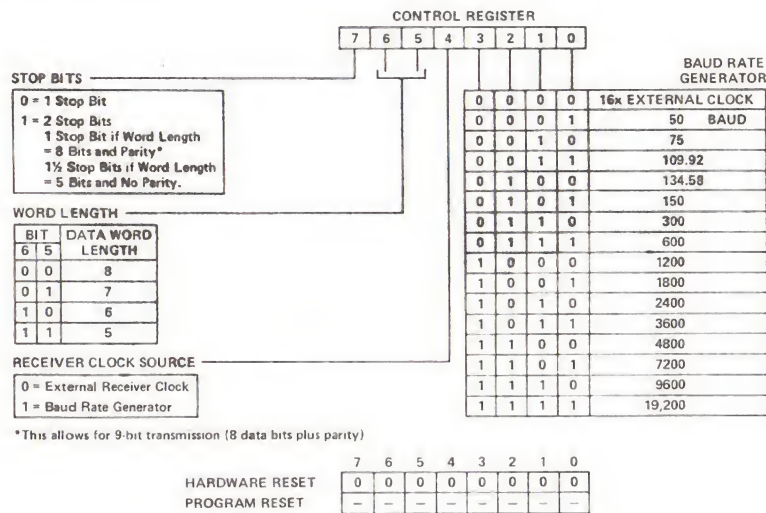 CONTROL REGISTER
7 6 5 4 3 2 1 0
STOP BITS
0 = 1 Stop Bit
1 = 2 Stop Bits
1 Stop Bit if Word Length
= 8 Bits and Parity*
1½ Stop Bits if Word Length
= 5 Bits and No Parity.
WORD LENGTH
BIT DATA WORD
6 5 LENGTH
0 0 8
0 1 7
1 0 6
1 1 5
RECEIVER CLOCK SOURCE
0 = External Receiver Clock
1 = Baud Rate Generator
BAUD RATE
GENERATOR
0 0 0 0 16x EXTERNAL CLOCK
0 0 0 1 50 BAUD
0 0 1 0 75
0 0 1 1 109.92
0 1 0 0 134.58
0 1 0 1 150
0 1 1 0 300
0 1 1 1 600
1 0 0 0 1200
1 0 0 1 1800
1 0 1 0 2400
1 0 1 1 3600
1 1 0 0 4800
1 1 0 1 7200
1 1 1 0 9600
1 1 1 1 19,200
*This allows for 9-bit transmission (8 data bits plus parity)
7 6 5 4 3 2 1 0
HARDWARE RESET 0 0 0 0 0 0 0 0
PROGRAM RESET – – – – – – – –